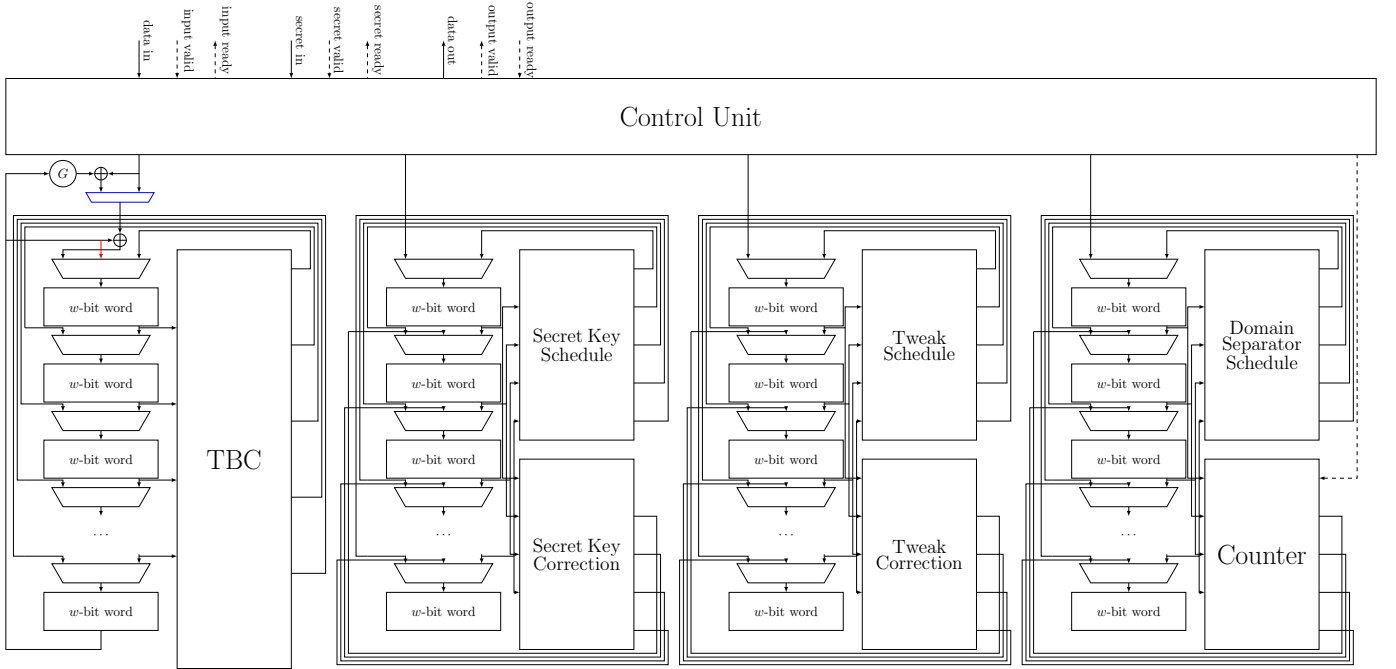 data in
input valid
input ready
secret in
secret valid
secret ready
data out
output valid
output ready
Control Unit
G
w-bit word
w-bit word
w-bit word
...
w-bit word
TBC
w-bit word
w-bit word
w-bit word
...
w-bit word
Secret Key
Schedule
Secret Key
Correction
w-bit word
w-bit word
w-bit word
...
w-bit word
Tweak
Schedule
Tweak
Correction
w-bit word
w-bit word
w-bit word
...
w-bit word
Domain
Separator
Schedule
Counter